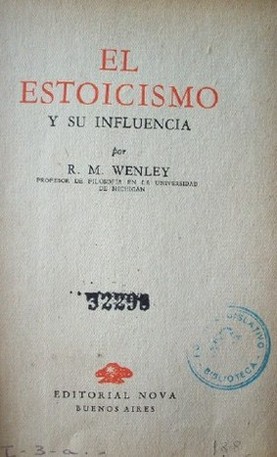 EL
ESTOICISMO
Y SU INFLUENCIA
por
R. M. WENLEY
PROFESOR DE FILOSOFIA EN LA UNIVERSIDAD
DE MICHIGAN
32298
BIBLIOTECA
EDITORIAL NOVA
BUENOS AIRES
I-3-a-